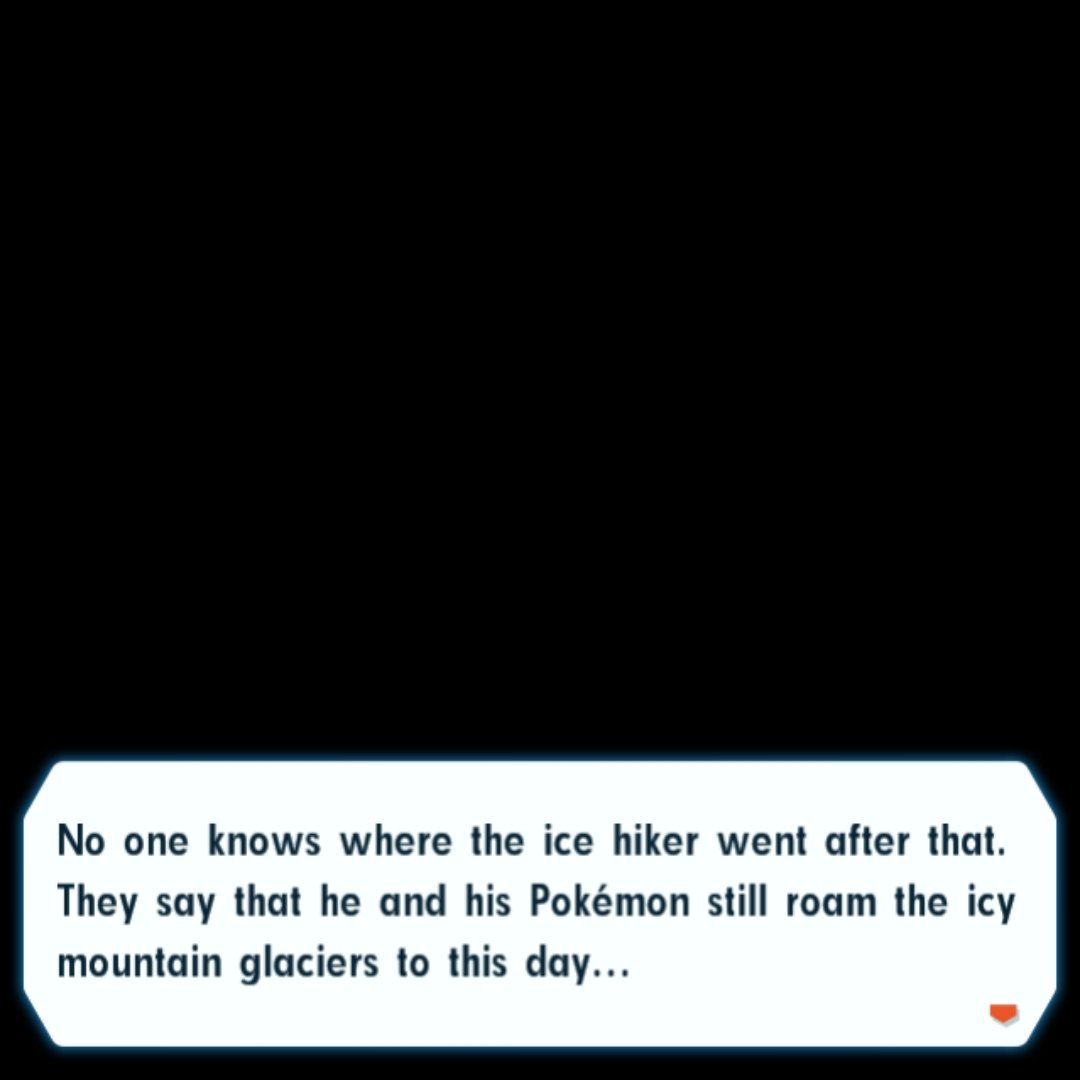 No one knows where the ice hiker went after that.
They say that he and his Pokémon still roam the icy
mountain glaciers to this day...